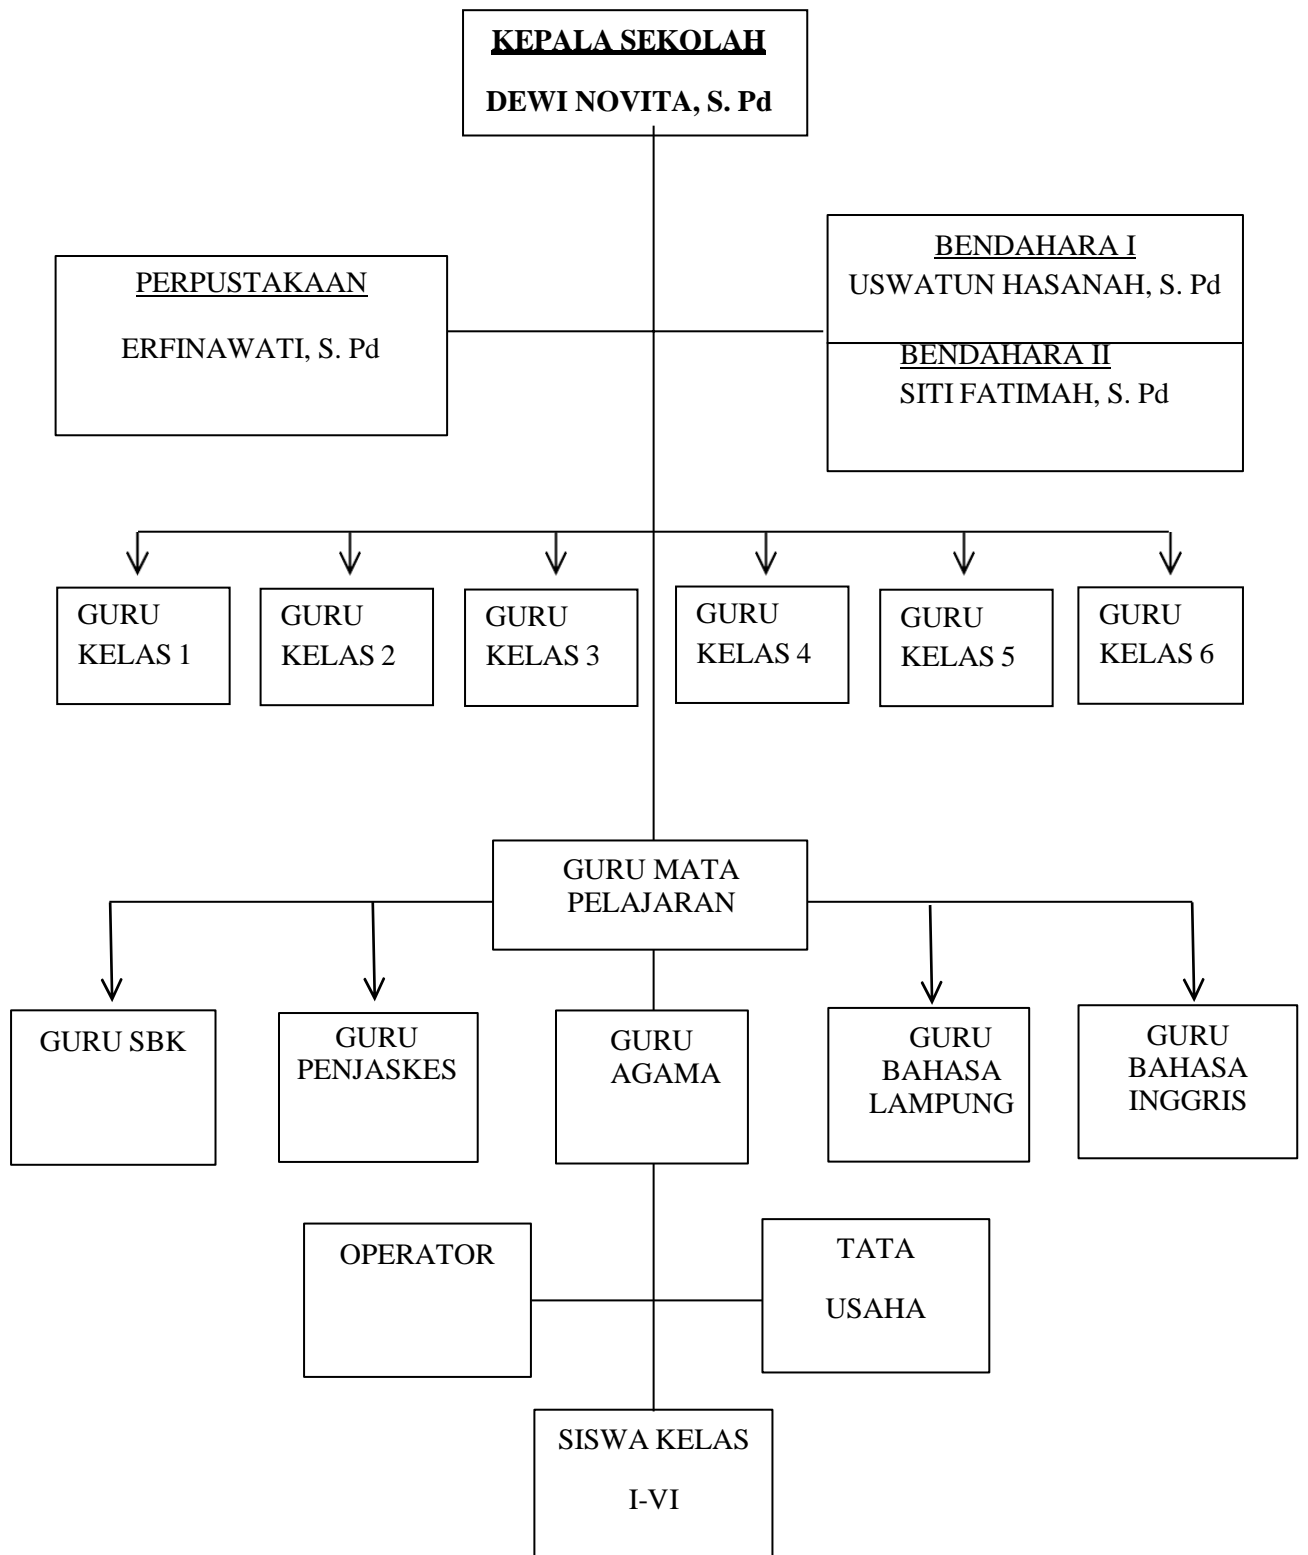 KEPALA SEKOLAH
DEWI NOVITA, S. Pd
PERPUSTAKAAN
ERFINAWATI, S. Pd
BENDAHARA I
USWATUN HASANAH, S. Pd
BENDAHARA II
SITI FATIMAH, S. Pd
GURU
KELAS 1
GURU
KELAS 2
GURU
KELAS 3
GURU
KELAS 4
GURU
KELAS 5
GURU
KELAS 6
GURU MATA
PELAJARAN
GURU SBK
GURU
PENJASKES
GURU
AGAMA
GURU
BAHASA
LAMPUNG
GURU
BAHASA
INGGRIS
OPERATOR
TATA
USAHA
SISWA KELAS
I-VI